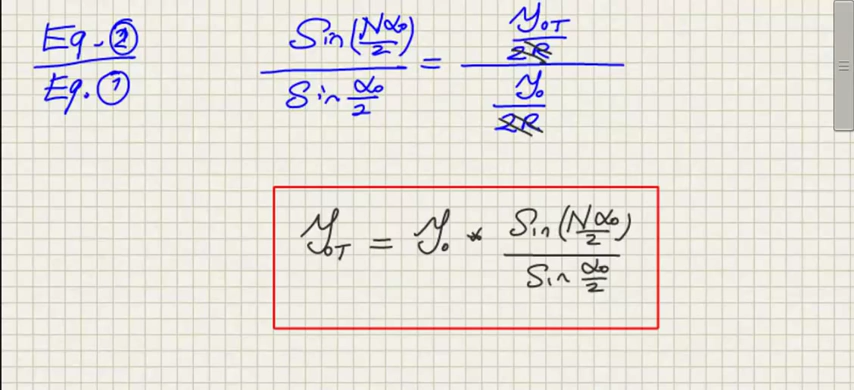 Eq. ② / Eq. ① Sin(Nα₀/2) / Sin α₀/2 = (y₀T / 2R) / (y₀ / 2R)
y₀T = y₀ * Sin(Nα₀/2) / Sin α₀/2